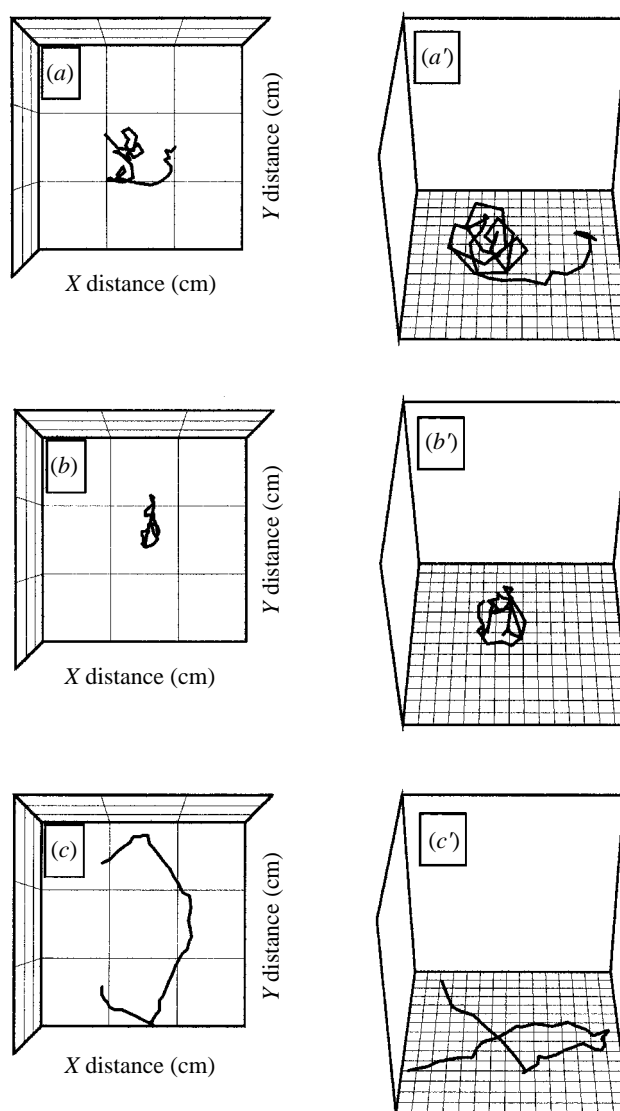 (a)
Y distance (cm)
X distance (cm)
(a′)
(b)
Y distance (cm)
X distance (cm)
(b′)
(c)
Y distance (cm)
X distance (cm)
(c′)